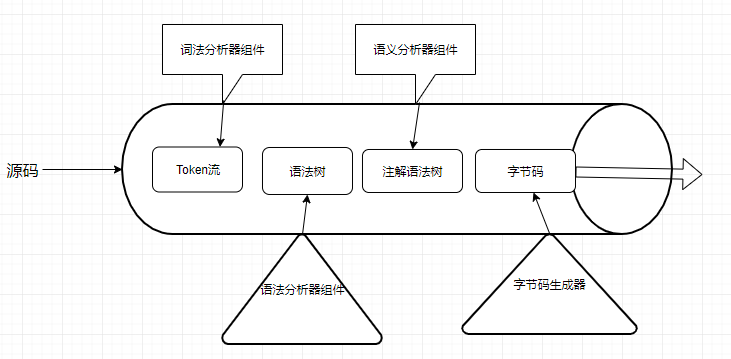 词法分析器组件
语义分析器组件
源码
Token流
语法树
注解语法树
字节码
语法分析器组件
字节码生成器